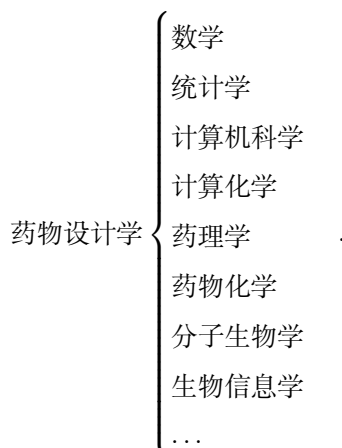 数学
统计学
计算机科学
计算化学
药物设计学
药理学
.
药物化学
分子生物学
生物信息学
...